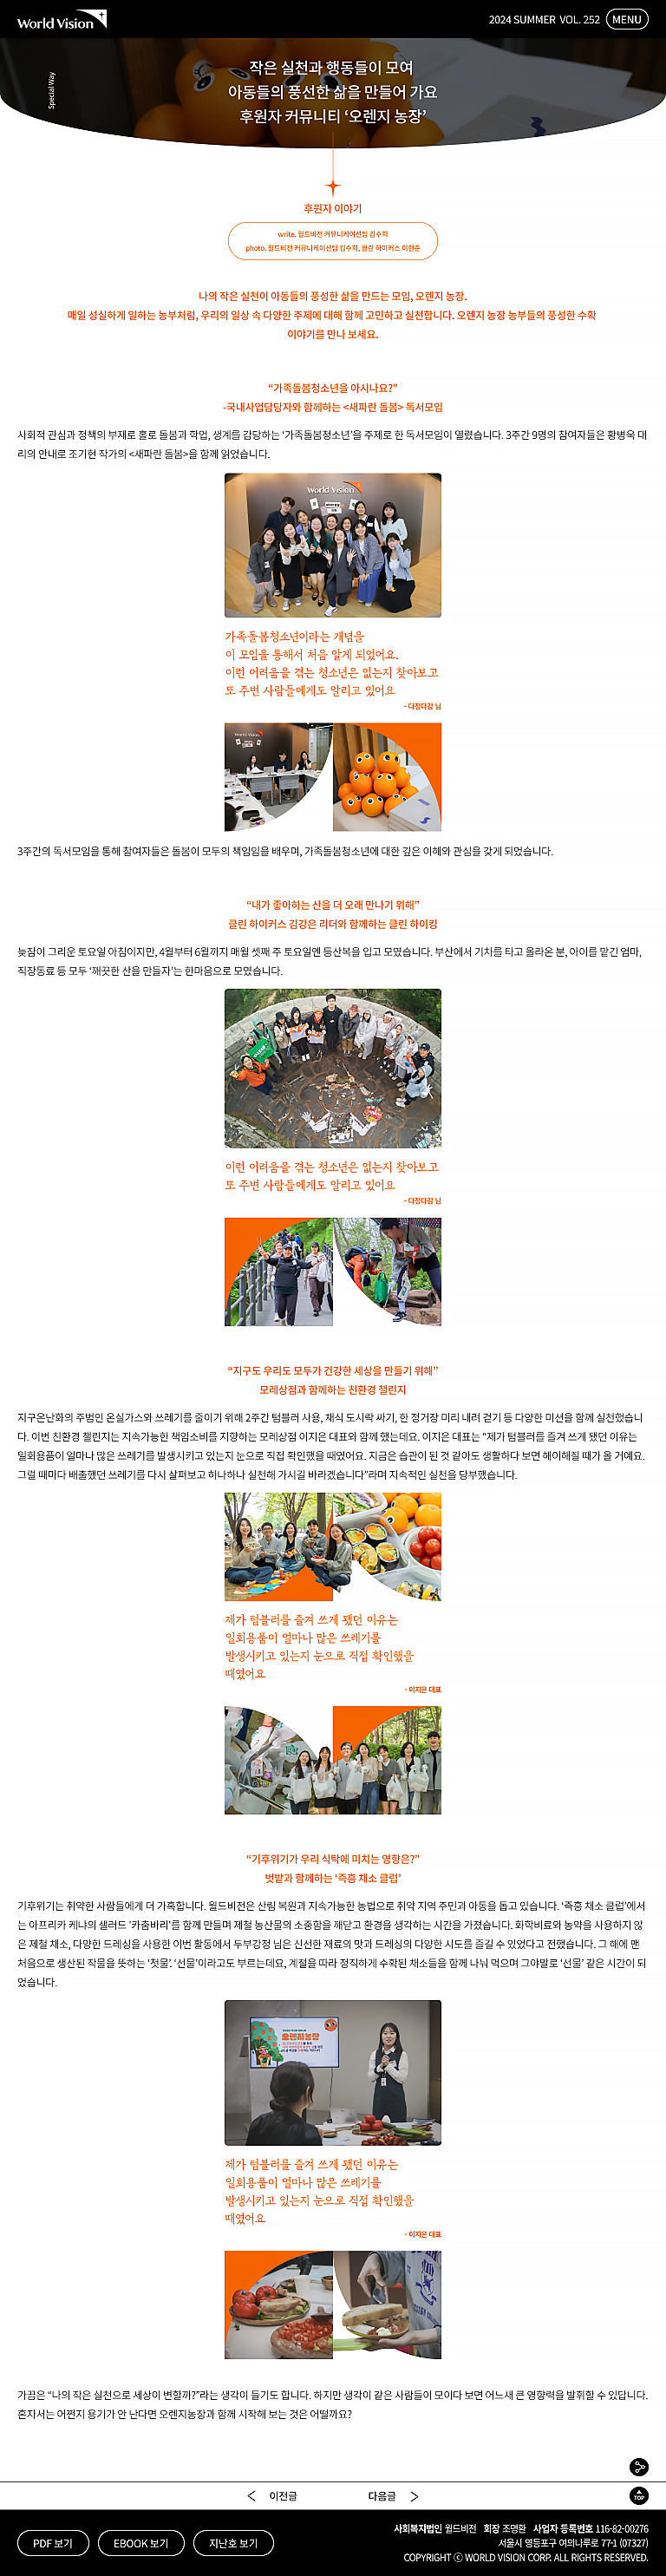 World Vision
2024 SUMMER VOL. 252
MENU
Special Way
작은 실천과 행동들이 모여
아동들의 풍선한 삶을 만들어 가요
후원자 커뮤니티 ‘오렌지 농장’
후원자 이야기
write. 월드비전 커뮤니케이션팀 김수희
photo. 월드비전 커뮤니케이션팀 김수희, 클린 하이커스 이현준
나의 작은 실천이 아동들의 풍성한 삶을 만드는 모임, 오렌지 농장.
매일 성실하게 일하는 농부처럼, 우리의 일상 속 다양한 주제에 대해 함께 고민하고 실천합니다. 오렌지 농장 농부들의 풍성한 수확
이야기를 만나 보세요.
“가족돌봄청소년을 아시나요?”
-국내사업담당자와 함께하는 <새파란 돌봄> 독서모임
사회적 관심과 정책의 부재로 홀로 돌봄과 학업, 생계를 감당하는 ‘가족돌봄청소년’을 주제로 한 독서모임이 열렸습니다. 3주간 9명의 참여자들은 황병욱 대
리의 안내로 조기현 작가의 <새파란 돌봄>을 함께 읽었습니다.
World Vision
가족돌봄청소년이라는 개념을
이 모임을 통해서 처음 알게 되었어요.
이런 어려움을 겪는 청소년은 없는지 찾아보고
또 주변 사람들에게도 알리고 있어요
- 다정다감 님
World Vision
3주간의 독서모임을 통해 참여자들은 돌봄이 모두의 책임임을 배우며, 가족돌봄청소년에 대한 깊은 이해와 관심을 갖게 되었습니다.
“내가 좋아하는 산을 더 오래 만나기 위해”
클린 하이커스 김강은 리더와 함께하는 클린 하이킹
늦잠이 그리운 토요일 아침이지만, 4월부터 6월까지 매월 셋째 주 토요일엔 등산복을 입고 모였습니다. 부산에서 기차를 타고 올라온 분, 아이를 맡긴 엄마,
직장동료 등 모두 ‘깨끗한 산을 만들자’는 한마음으로 모였습니다.
이런 어려움을 겪는 청소년은 없는지 찾아보고
또 주변 사람들에게도 알리고 있어요
- 다정다감 님
“지구도 우리도 모두가 건강한 세상을 만들기 위해”
모레상점과 함께하는 친환경 챌린지
지구온난화의 주범인 온실가스와 쓰레기를 줄이기 위해 2주간 텀블러 사용, 채식 도시락 싸기, 한 정거장 미리 내려 걷기 등 다양한 미션을 함께 실천했습니
다. 이번 친환경 챌린지는 지속가능한 책임소비를 지향하는 모레상점 이지은 대표와 함께 했는데요. 이지은 대표는 “제가 텀블러를 즐겨 쓰게 됐던 이유는
일회용품이 얼마나 많은 쓰레기를 발생시키고 있는지 눈으로 직접 확인했을 때였어요. 지금은 습관이 된 것 같아도 생활하다 보면 해이해질 때가 올 거예요.
그럴 때마다 배출했던 쓰레기를 다시 살펴보고 하나하나 실천해 가시길 바라겠습니다”라며 지속적인 실천을 당부했습니다.
제가 텀블러를 즐겨 쓰게 됐던 이유는
일회용품이 얼마나 많은 쓰레기를
발생시키고 있는지 눈으로 직접 확인했을
때였어요
- 이지은 대표
“기후위기가 우리 식탁에 미치는 영향은?”
벗밭과 함께하는 ‘즉흥 채소 클럽’
기후위기는 취약한 사람들에게 더 가혹합니다. 월드비전은 산림 복원과 지속가능한 농법으로 취약 지역 주민과 아동을 돕고 있습니다. ‘즉흥 채소 클럽’에서
는 아프리카 케냐의 샐러드 ‘카춤바리’를 함께 만들며 제철 농산물의 소중함을 깨닫고 환경을 생각하는 시간을 가졌습니다. 화학비료와 농약을 사용하지 않
은 제철 채소, 다양한 드레싱을 사용한 이번 활동에서 두부강정 님은 신선한 재료의 맛과 드레싱의 다양한 시도를 즐길 수 있었다고 전했습니다. 그 해에 맨
처음으로 생산된 작물을 뜻하는 ‘첫물’. ‘선물’이라고도 부르는데요, 계절을 따라 정직하게 수확된 채소들을 함께 나눠 먹으며 그야말로 ‘선물’ 같은 시간이 되
었습니다.
오렌지농장
제가 텀블러를 즐겨 쓰게 됐던 이유는
일회용품이 얼마나 많은 쓰레기를
발생시키고 있는지 눈으로 직접 확인했을
때였어요
- 이지은 대표
가끔은 “나의 작은 실천으로 세상이 변할까?”라는 생각이 들기도 합니다. 하지만 생각이 같은 사람들이 모이다 보면 어느새 큰 영향력을 발휘할 수 있답니다.
혼자서는 어쩐지 용기가 안 난다면 오렌지농장과 함께 시작해 보는 것은 어떨까요?
이전글
다음글
TOP
PDF 보기
EBOOK 보기
지난호 보기
사회복지법인 월드비전 회장 조명환 사업자 등록번호 116-82-00276
서울시 영등포구 여의나루로 77-1 (07327)
COPYRIGHT ⓒ WORLD VISION CORP. ALL RIGHTS RESERVED.